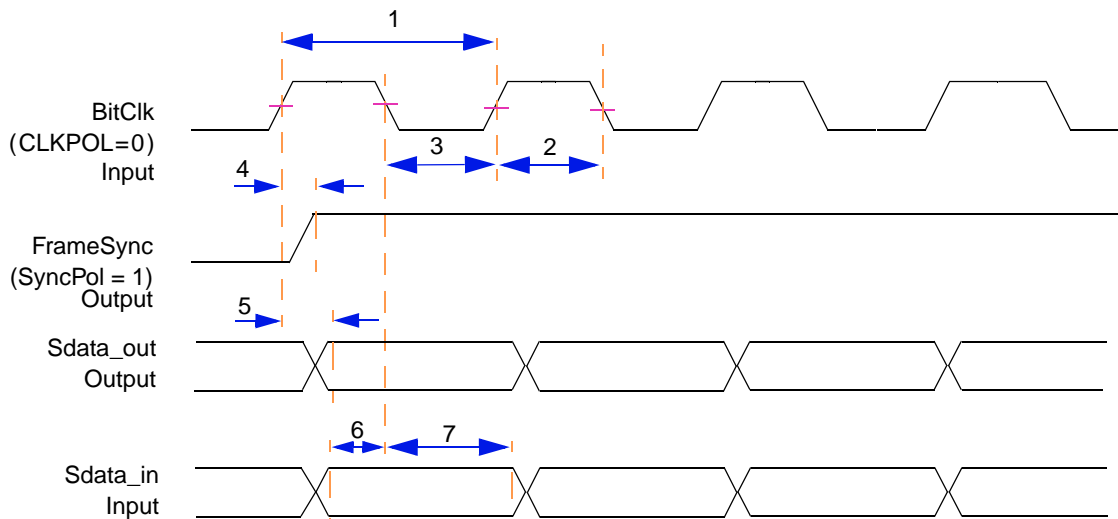 1
BitClk
(CLKPOL=0)
Input
3
2
4
FrameSync
(SyncPol = 1)
Output
5
Sdata_out
Output
6
7
Sdata_in
Input